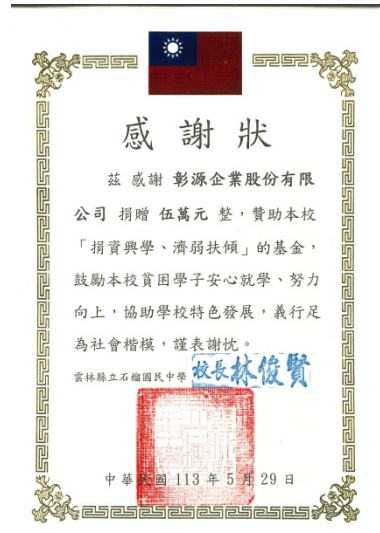 感謝狀
茲 感謝 彰源企業股份有限
公司 捐贈 伍萬元 整，贊助本校
「捐資興學、濟弱扶傾」的基金，
鼓勵本校貧困學子安心就學、努力
向上，協助學校特色發展，義行足
為社會楷模，謹表謝忱。
雲林縣立石榴國民中學 校長林俊賢
中華民國 113 年 5 月 29 日